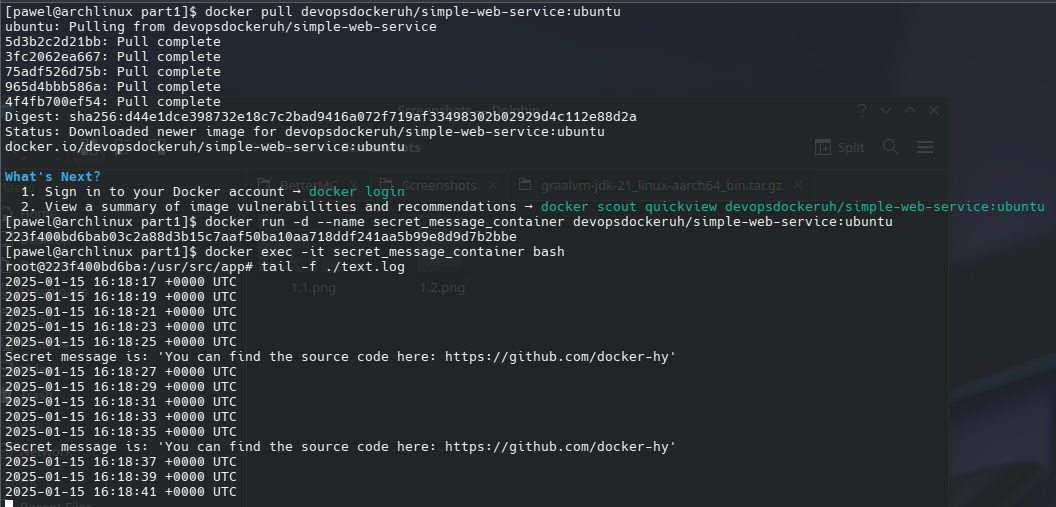 [pawel@archlinux part1]$ docker pull devopsdockeruh/simple-web-service:ubuntu
ubuntu: Pulling from devopsdockeruh/simple-web-service
5d3b2c2d21bb: Pull complete
3fc2062ea667: Pull complete
75adf526d75b: Pull complete
965d4bbb586a: Pull complete
4f4fb700ef54: Pull complete
Screenshots — Dolphin
Digest: sha256:d44e1dce398732e18c7c2bad9416a072f719af33498302b02929d4c112e88d2a
Status: Downloaded newer image for devopsdockeruh/simple-web-service:ubuntu
docker.io/devopsdockeruh/simple-web-service:ubuntu
Split
What's Next?
BetterMC
Screenshots
graalvm-jdk-21_linux-aarch64_bin.tar.gz
1. Sign in to your Docker account → docker login
2. View a summary of image vulnerabilities and recommendations → docker scout quickview devopsdockeruh/simple-web-service:ubuntu
[pawel@archlinux part1]$ docker run -d --name secret_message_container devopsdockeruh/simple-web-service:ubuntu
223f400bd6bab03c2a88d3b15c7aaf50ba10aa718ddf241aa5b99e8d9d7b2bbe
[pawel@archlinux part1]$ docker exec -it secret_message_container bash
root@223f400bd6ba:/usr/src/app# tail -f ./text.log
2025-01-15 16:18:17 +0000 UTC
1.1.png
1.2.png
2025-01-15 16:18:19 +0000 UTC
2025-01-15 16:18:21 +0000 UTC
2025-01-15 16:18:23 +0000 UTC
2025-01-15 16:18:25 +0000 UTC
Secret message is: 'You can find the source code here: https://github.com/docker-hy'
2025-01-15 16:18:27 +0000 UTC
2025-01-15 16:18:29 +0000 UTC
2025-01-15 16:18:31 +0000 UTC
2025-01-15 16:18:33 +0000 UTC
2025-01-15 16:18:35 +0000 UTC
Secret message is: 'You can find the source code here: https://github.com/docker-hy'
2025-01-15 16:18:37 +0000 UTC
2025-01-15 16:18:39 +0000 UTC
2025-01-15 16:18:41 +0000 UTC
Recent Files